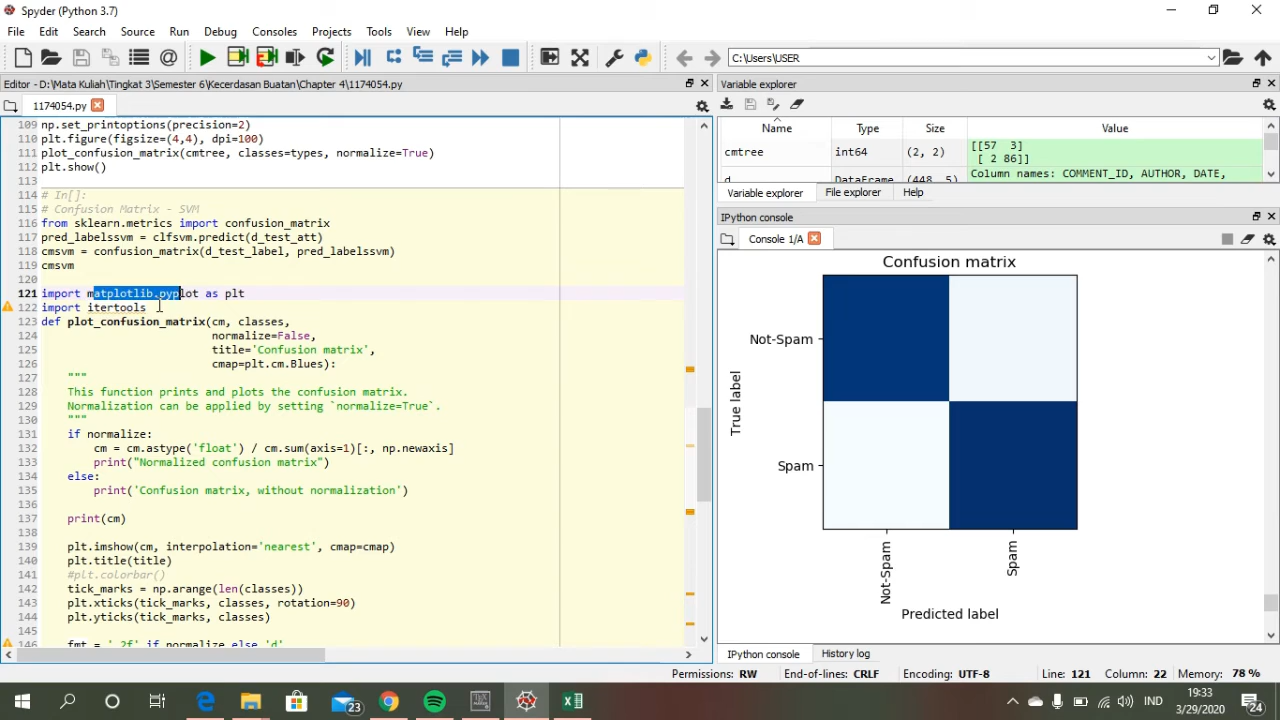 Spyder (Python 3.7)
File Edit Search Source Run Debug Consoles Projects Tools View Help
C:\Users\USER
Editor - D:\Mata Kuliah\Tingkat 3\Semester 6\Kecerdasan Buatan\Chapter 4\1174054.py
1174054.py
109 np.set_printoptions(precision=2)
110 plt.figure(figsize=(4,4), dpi=100)
111 plot_confusion_matrix(cmtree, classes=types, normalize=True)
112 plt.show()
113
114 # In[]:
115 # Confusion Matrix - SVM
116 from sklearn.metrics import confusion_matrix
117 pred_labelssvm = clfsvm.predict(d_test_att)
118 cmsvm = confusion_matrix(d_test_label, pred_labelssvm)
119 cmsvm
120
121 import matplotlib.pyplot as plt
122 import itertools
123 def plot_confusion_matrix(cm, classes,
124 normalize=False,
125 title='Confusion matrix',
126 cmap=plt.cm.Blues):
127 """
128 This function prints and plots the confusion matrix.
129 Normalization can be applied by setting `normalize=True`.
130 """
131 if normalize:
132 cm = cm.astype('float') / cm.sum(axis=1)[:, np.newaxis]
133 print("Normalized confusion matrix")
134 else:
135 print('Confusion matrix, without normalization')
136
137 print(cm)
138
139 plt.imshow(cm, interpolation='nearest', cmap=cmap)
140 plt.title(title)
141 #plt.colorbar()
142 tick_marks = np.arange(len(classes))
143 plt.xticks(tick_marks, classes, rotation=90)
144 plt.yticks(tick_marks, classes)
145
146 fmt = '.2f' if normalize else 'd'
Variable explorer
Name Type Size Value
cmtree int64 (2, 2) [[57 3]
[ 2 86]]
d DataFrame (448, 5) Column names: COMMENT_ID, AUTHOR, DATE,
Variable explorer File explorer Help
IPython console
Console 1/A
Confusion matrix
Not-Spam
True label
Spam
Not-Spam
Spam
Predicted label
IPython console History log
Permissions: RW End-of-lines: CRLF Encoding: UTF-8 Line: 121 Column: 22 Memory: 78 %
23
IND
19:33
3/29/2020
24